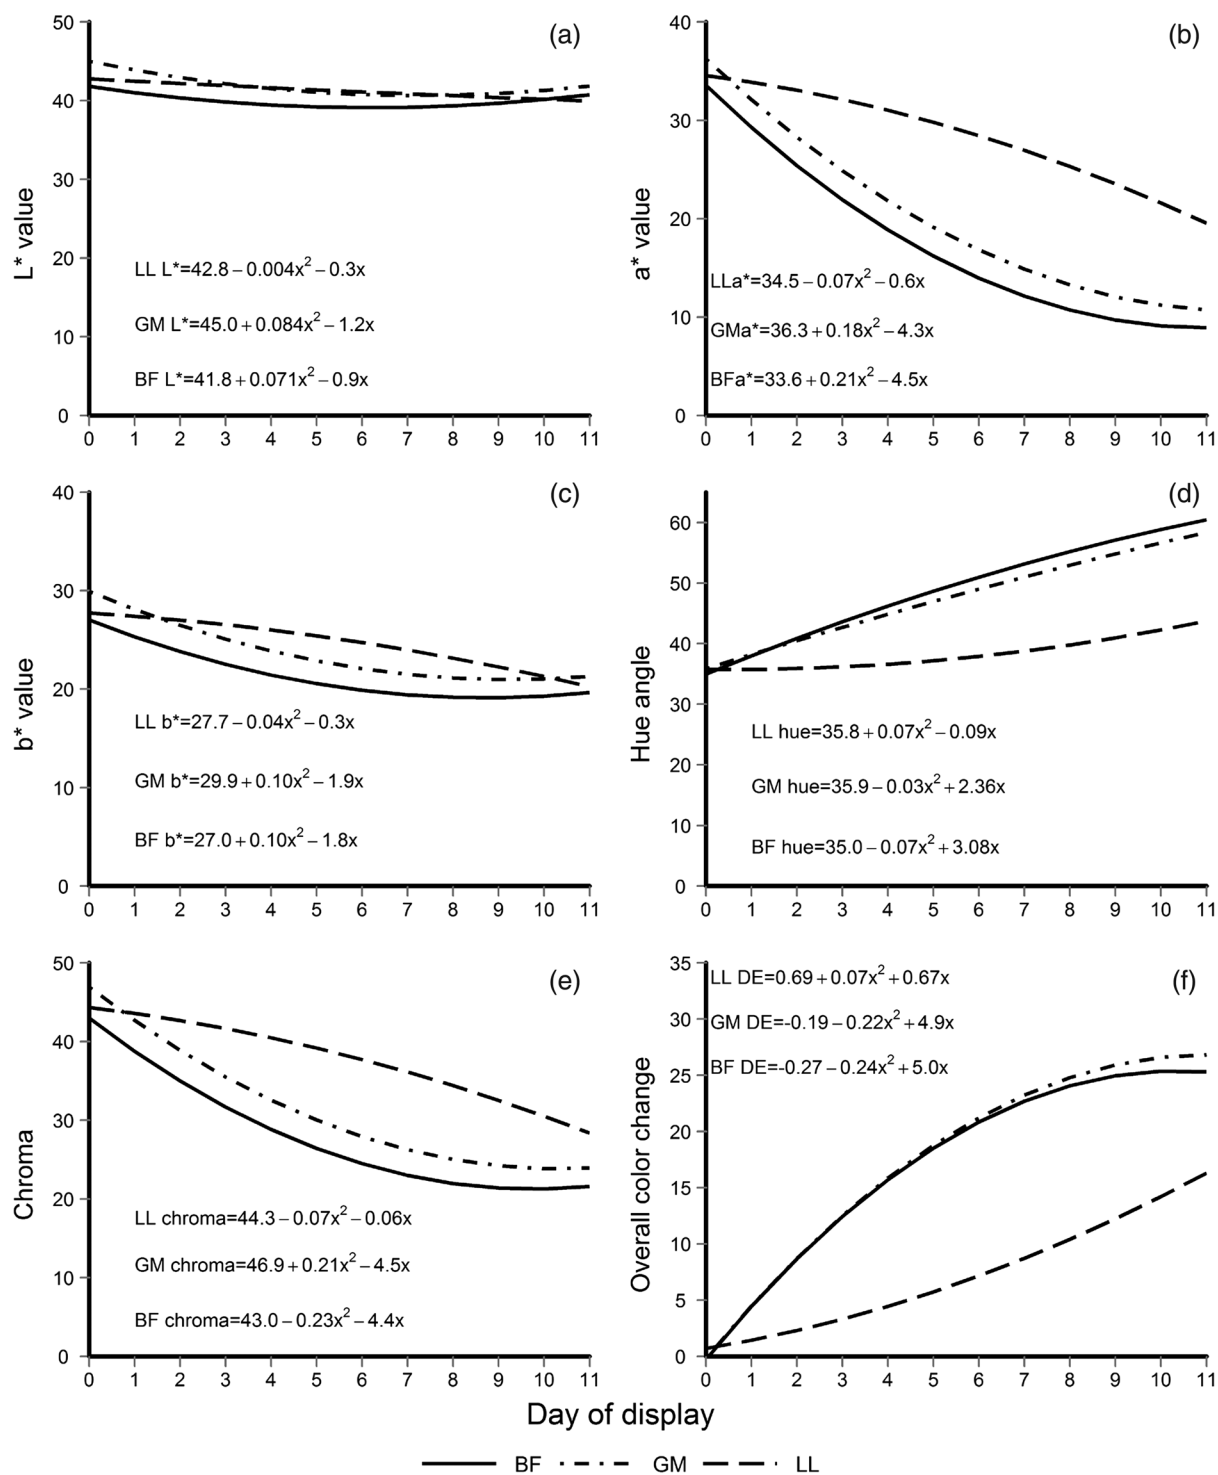 (a)
50
40
30
20
10
0
L* value
LL L*=42.8 – 0.004x² – 0.3x
GM L*=45.0 + 0.084x² – 1.2x
BF L*=41.8 + 0.071x² – 0.9x
0 1 2 3 4 5 6 7 8 9 10 11
(b)
40
30
20
10
0
a* value
LLa*=34.5 – 0.07x² – 0.6x
GMa*=36.3 + 0.18x² – 4.3x
BFa*=33.6 + 0.21x² – 4.5x
0 1 2 3 4 5 6 7 8 9 10 11
(c)
40
30
20
10
0
b* value
LL b*=27.7 – 0.04x² – 0.3x
GM b*=29.9 + 0.10x² – 1.9x
BF b*=27.0 + 0.10x² – 1.8x
0 1 2 3 4 5 6 7 8 9 10 11
(d)
60
50
40
30
20
10
0
Hue angle
LL hue=35.8 + 0.07x² – 0.09x
GM hue=35.9 – 0.03x² + 2.36x
BF hue=35.0 – 0.07x² + 3.08x
0 1 2 3 4 5 6 7 8 9 10 11
(e)
50
40
30
20
10
0
Chroma
LL chroma=44.3 – 0.07x² – 0.06x
GM chroma=46.9 + 0.21x² – 4.5x
BF chroma=43.0 – 0.23x² – 4.4x
0 1 2 3 4 5 6 7 8 9 10 11
(f)
35
30
25
20
15
10
5
0
Overall color change
LL DE=0.69 + 0.07x² + 0.67x
GM DE=-0.19 – 0.22x² + 4.9x
BF DE=-0.27 – 0.24x² + 5.0x
0 1 2 3 4 5 6 7 8 9 10 11
Day of display
BF GM LL